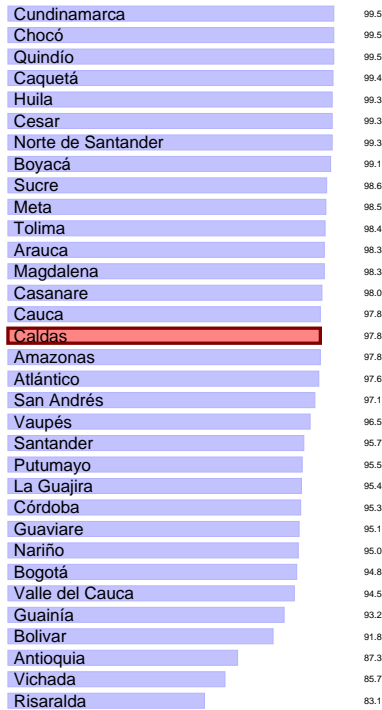 Cundinamarca 99.5
Chocó 99.5
Quindío 99.5
Caquetá 99.4
Huila 99.3
Cesar 99.3
Norte de Santander 99.3
Boyacá 99.1
Sucre 98.6
Meta 98.5
Tolima 98.4
Arauca 98.3
Magdalena 98.3
Casanare 98.0
Cauca 97.8
Caldas 97.8
Amazonas 97.8
Atlántico 97.6
San Andrés 97.1
Vaupés 96.5
Santander 95.7
Putumayo 95.5
La Guajira 95.4
Córdoba 95.3
Guaviare 95.1
Nariño 95.0
Bogotá 94.8
Valle del Cauca 94.5
Guainía 93.2
Bolivar 91.8
Antioquia 87.3
Vichada 85.7
Risaralda 83.1